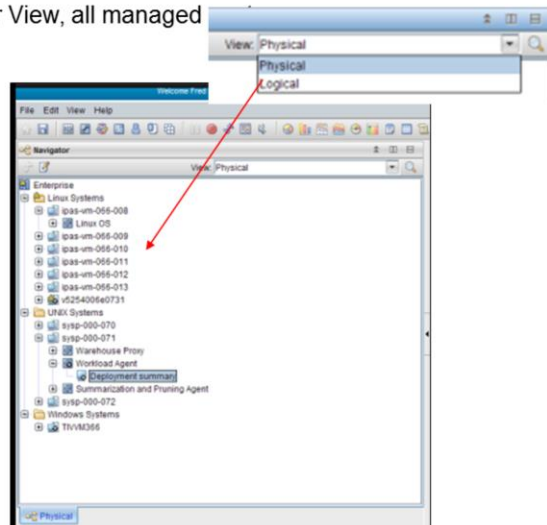 r View, all managed
View: Physical
Physical
Logical
Welcome Fred
File Edit View Help
Navigator
View: Physical
Enterprise
Linux Systems
ipas-vm-066-008
Linux OS
ipas-vm-066-009
ipas-vm-066-010
ipas-vm-066-011
ipas-vm-066-012
ipas-vm-066-013
v5254006e0731
UNIX Systems
sysp-000-070
sysp-000-071
Warehouse Proxy
Workload Agent
Deployment summary
Summarization and Pruning Agent
sysp-000-072
Windows Systems
TIVVM366
Physical